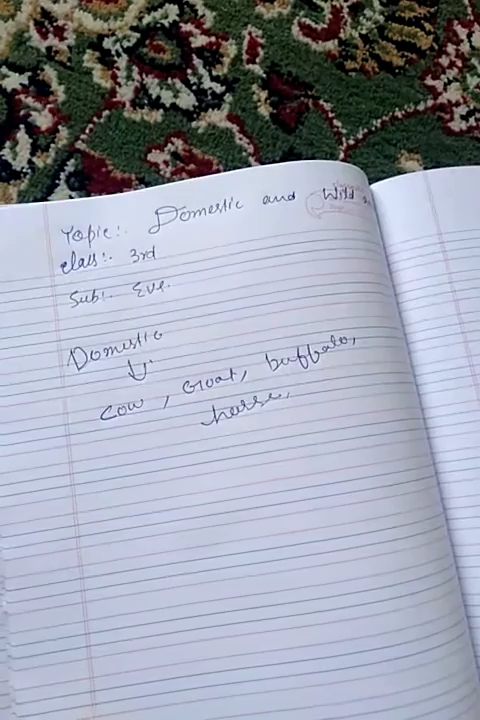 Topic:. Domestic and Wild
Class:. 3rd
Sub:. Eve.
Domestic
Cow, Goat, buffalo,
horse,